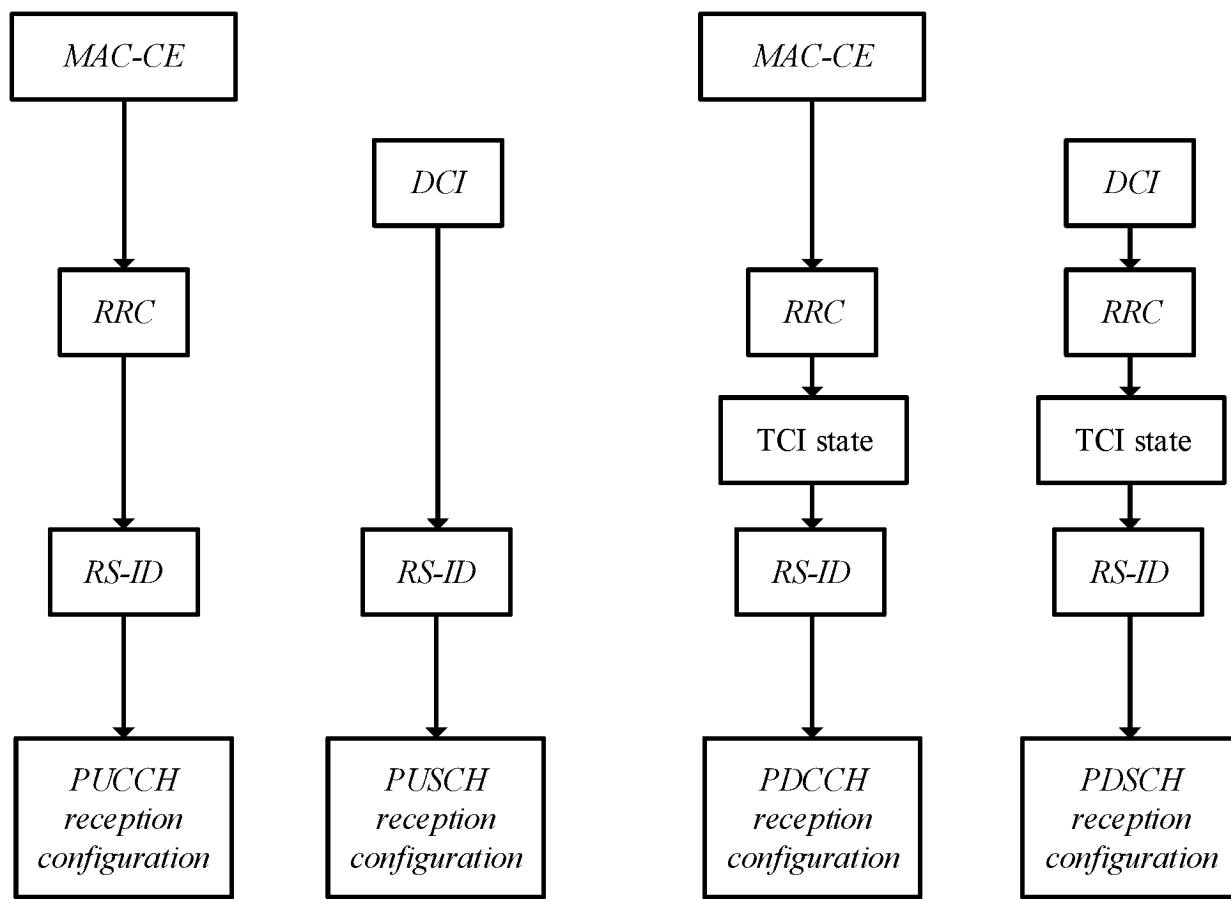 MAC-CE
RRC
RS-ID
PUCCH
reception
configuration
DCI
RS-ID
PUSCH
reception
configuration
MAC-CE
RRC
TCI state
RS-ID
PDCCH
reception
configuration
DCI
RRC
TCI state
RS-ID
PDSCH
reception
configuration